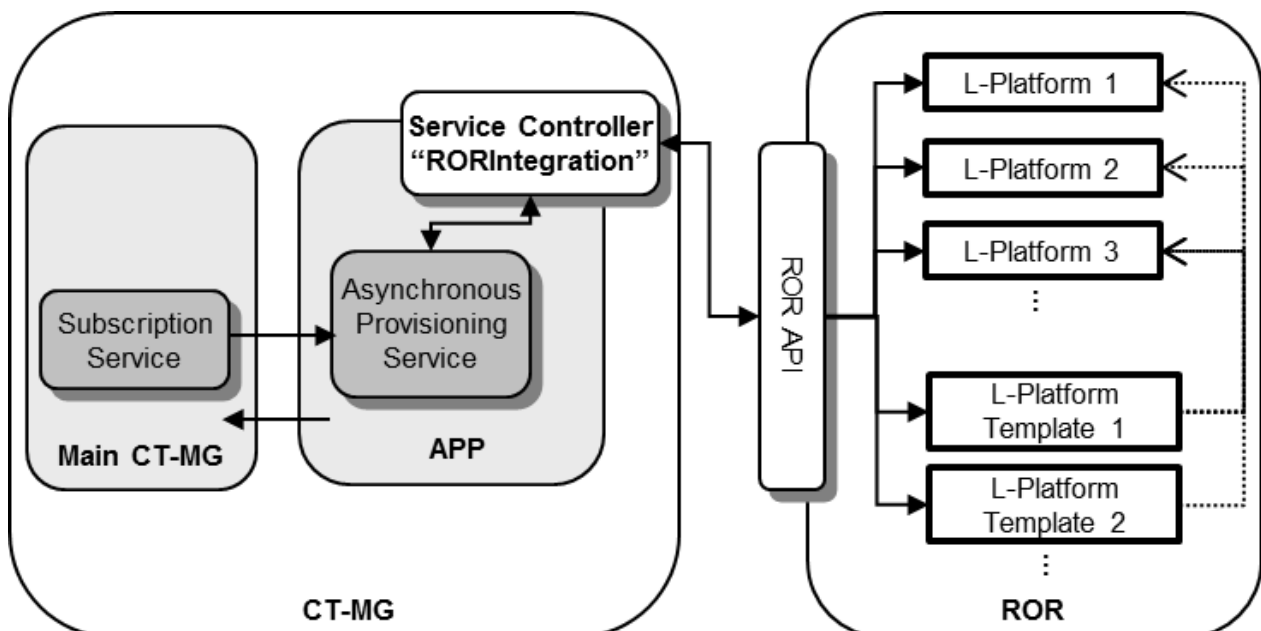 Service Controller
“RORIntegration”
Subscription
Service
Asynchronous
Provisioning
Service
Main CT-MG
APP
CT-MG
ROR API
L-Platform 1
L-Platform 2
L-Platform 3
...
L-Platform
Template 1
L-Platform
Template 2
...
ROR